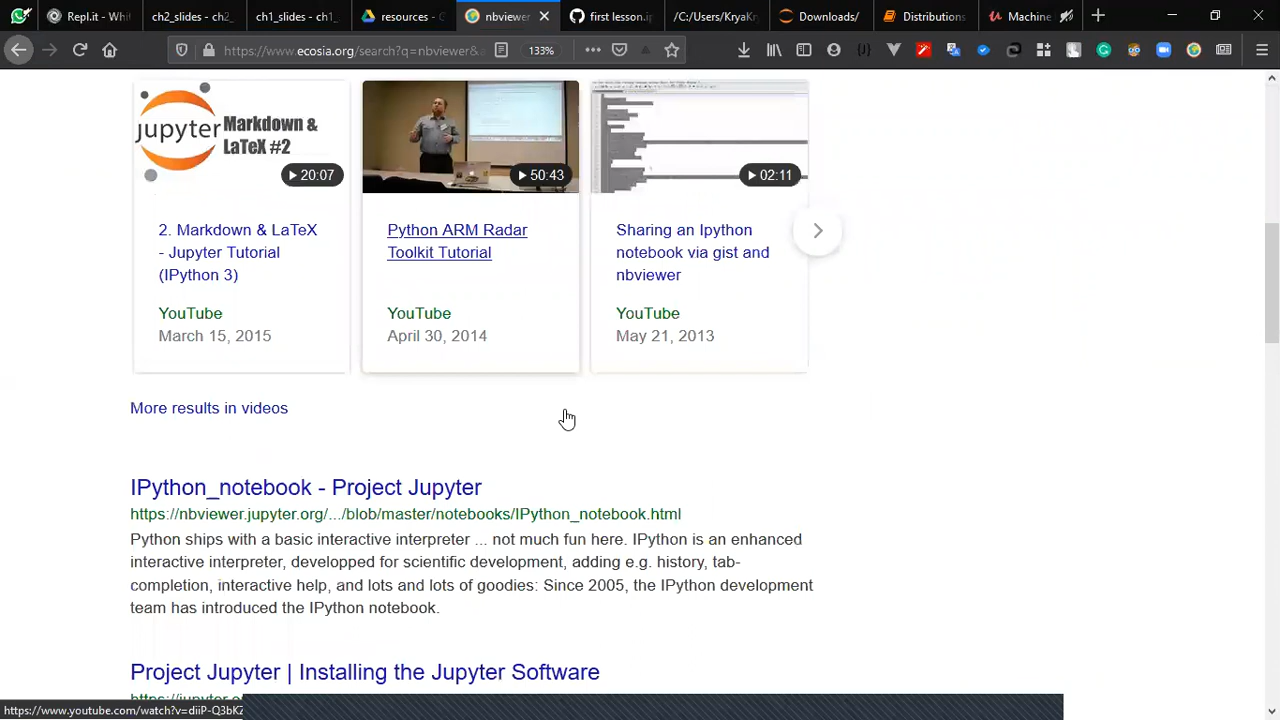 Repl.it - Write
ch2_slides - ch2_
ch1_slides - ch1_
resources - G
nbviewer
first lesson.i
/C:/Users/KryaKry
Downloads/
Distributions
Machine
https://www.ecosia.org/search?q=nbviewer&a
133%
jupyter
Markdown &
LaTeX #2
20:07
50:43
02:11
2. Markdown & LaTeX
- Jupyter Tutorial
(IPython 3)
YouTube
March 15, 2015
Python ARM Radar
Toolkit Tutorial
YouTube
April 30, 2014
Sharing an Ipython
notebook via gist and
nbviewer
YouTube
May 21, 2013
More results in videos
IPython_notebook - Project Jupyter
https://nbviewer.jupyter.org/.../blob/master/notebooks/IPython_notebook.html
Python ships with a basic interactive interpreter ... not much fun here. IPython is an enhanced
interactive interpreter, developped for scientific development, adding e.g. history, tab-
completion, interactive help, and lots and lots of goodies: Since 2005, the IPython development
team has introduced the IPython notebook.
Project Jupyter | Installing the Jupyter Software
https://www.youtube.com/watch?v=diiP-Q3bKZ